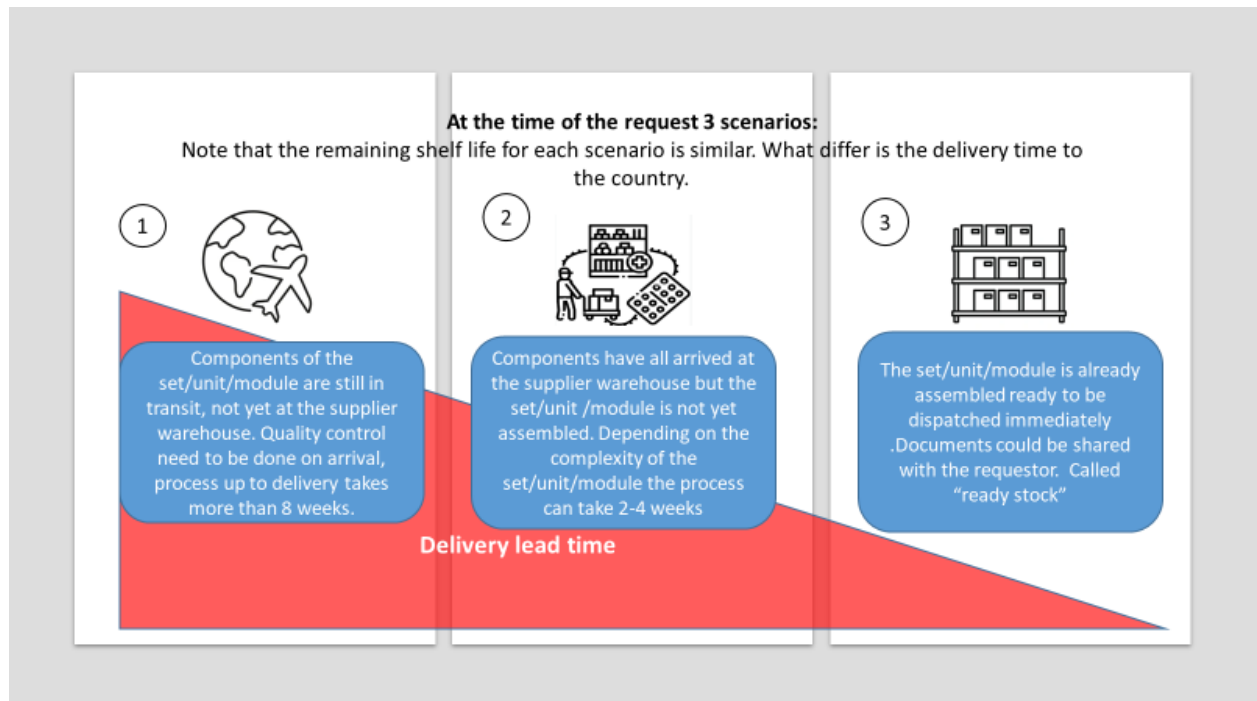 At the time of the request 3 scenarios:
Note that the remaining shelf life for each scenario is similar. What differ is the delivery time to
the country.
1
Components of the
set/unit/module are still in
transit, not yet at the supplier
warehouse. Quality control
need to be done on arrival,
process up to delivery takes
more than 8 weeks.
2
Components have all arrived at
the supplier warehouse but the
set/unit /module is not yet
assembled. Depending on the
complexity of the
set/unit/module the process
can take 2-4 weeks
3
The set/unit/module is already
assembled ready to be
dispatched immediately
.Documents could be shared
with the requestor.  Called
“ready stock”
Delivery lead time